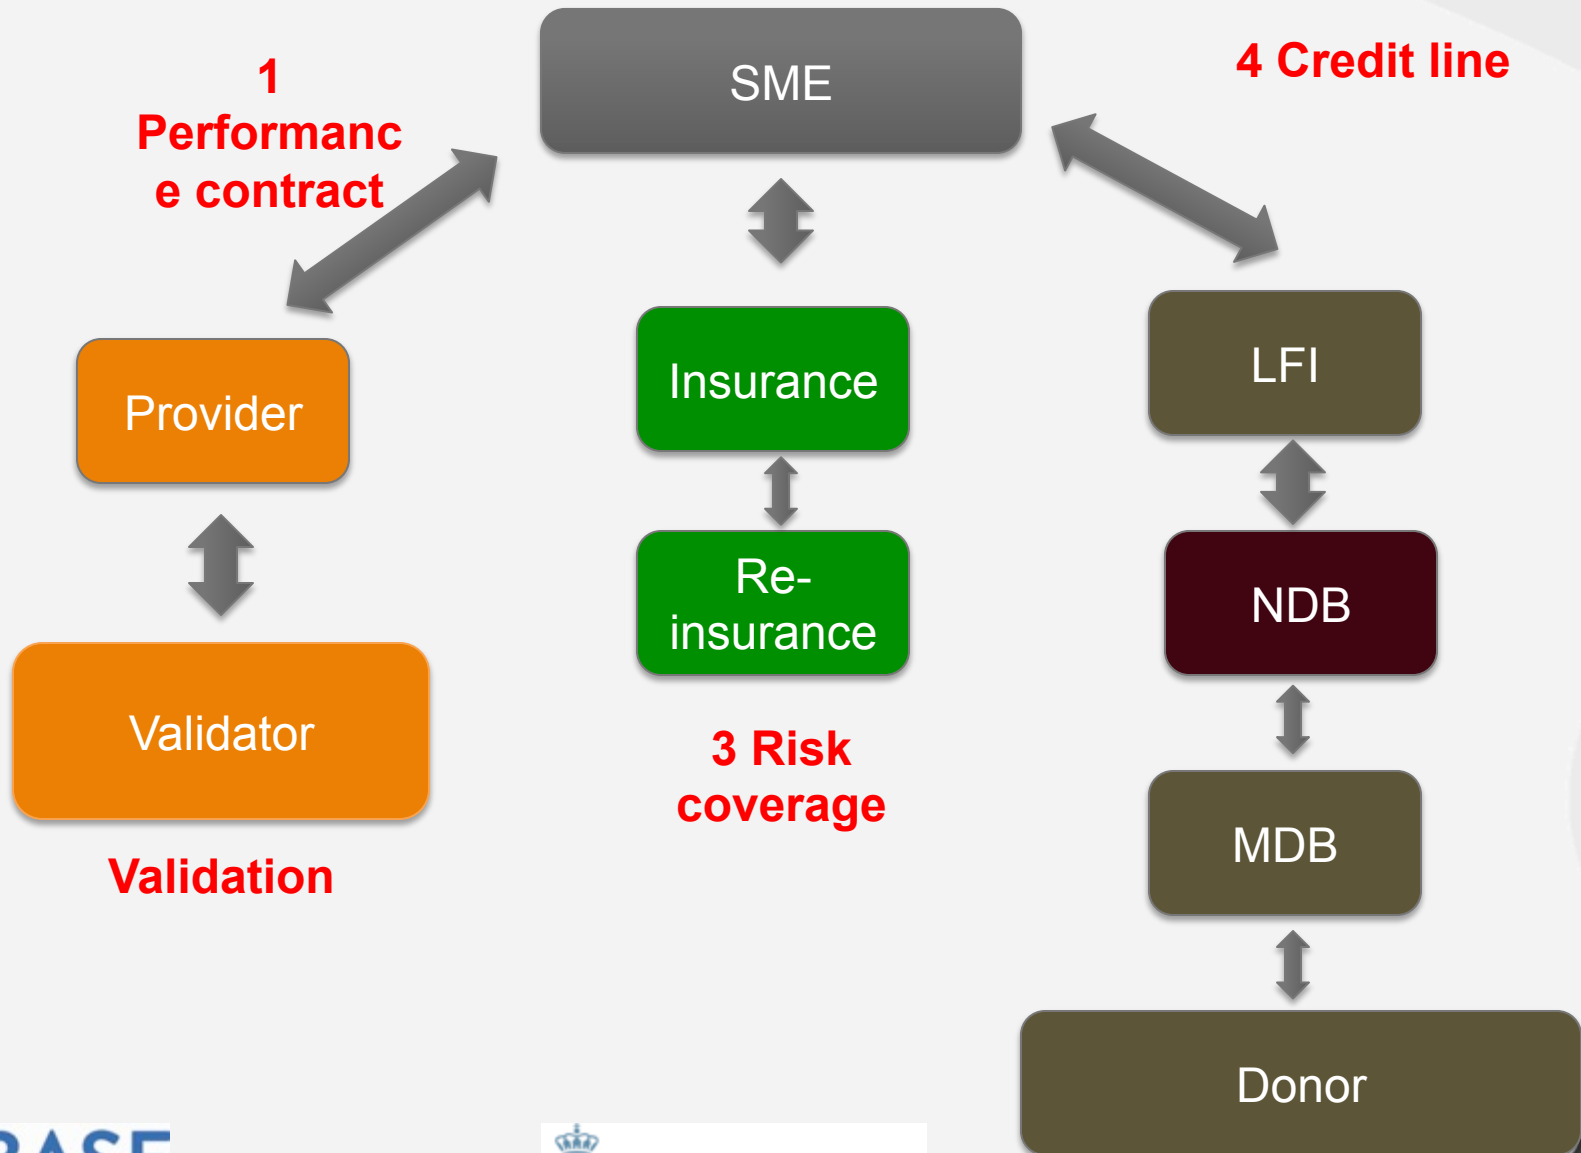 SME
1
Performanc
e contract
4 Credit line
Provider
Insurance
LFI
Re-
insurance
NDB
Validator
3 Risk
coverage
Validation
MDB
Donor
BASE